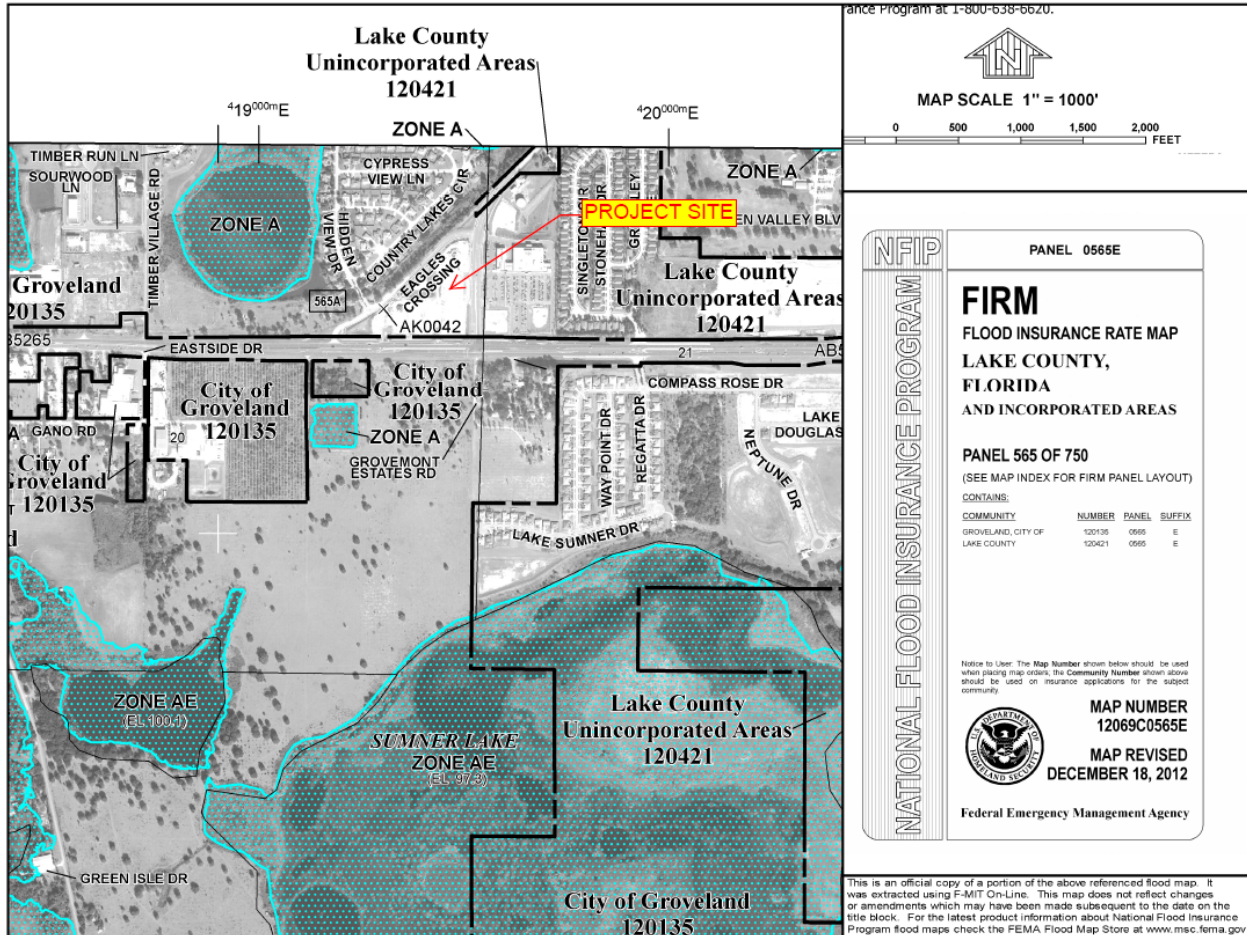 Lake County
Unincorporated Areas
120421
419000mE
420000mE
ZONE A
TIMBER RUN LN
SOURWOOD
LN
TIMBER VILLAGE RD
ZONE A
CYPRESS
VIEW LN
HIDDEN
VIEW DR
COUNTRY LAKES CIR
EAGLES
CROSSING
565A
AK0042
PROJECT SITE
SINGLETON CIR
ZONE A
EN VALLEY BLV
Groveland
20135
Lake County
Unincorporated Areas
120421
35265
EASTSIDE DR
21
City of
Groveland
120135
City of
Groveland
120135
COMPASS ROSE DR
LAKE
DOUGLAS
GANO RD
20
ZONE A
GROVEMONT
ESTATES RD
WAY POINT DR
REGATTA DR
NEPTUNE DR
City of
Groveland
120135
LAKE SUMNER DR
ZONE AE
(EL 100.1)
SUMNER LAKE
ZONE AE
(EL 97.3)
Lake County
Unincorporated Areas
120421
GREEN ISLE DR
City of Groveland
120135
rance Program at 1-800-638-6620.
N
MAP SCALE 1" = 1000'
0 500 1,000 1,500 2,000
FEET
NFIP
NATIONAL FLOOD INSURANCE PROGRAM
PANEL 0565E
FIRM
FLOOD INSURANCE RATE MAP
LAKE COUNTY,
FLORIDA
AND INCORPORATED AREAS
PANEL 565 OF 750
(SEE MAP INDEX FOR FIRM PANEL LAYOUT)
CONTAINS:
COMMUNITY NUMBER PANEL SUFFIX
GROVELAND, CITY OF 120135 0565 E
LAKE COUNTY 120421 0565 E
Notice to User: The Map Number shown below should be used
when placing map orders; the Community Number shown above
should be used on insurance applications for the subject
community.
U.S. DEPARTMENT OF HOMELAND SECURITY
MAP NUMBER
12069C0565E
MAP REVISED
DECEMBER 18, 2012
Federal Emergency Management Agency
This is an official copy of a portion of the above referenced flood map. It
was extracted using F-MIT On-Line. This map does not reflect changes
or amendments which may have been made subsequent to the date on the
title block. For the latest product information about National Flood Insurance
Program flood maps check the FEMA Flood Map Store at www.msc.fema.gov